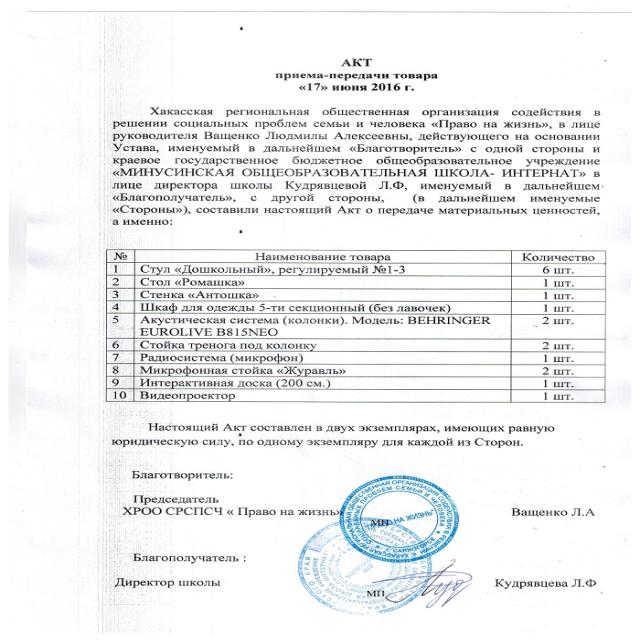 АКТ
приема-передачи товара
«17» июня 2016 г.
Хакасская региональная общественная организация содействия в
решении социальных проблем семьи и человека «Право на жизнь», в лице
руководителя Ващенко Людмилы Алексеевны, действующего на основании
Устава, именуемый в дальнейшем «Благотворитель» с одной стороны и
краевое государственное бюджетное общеобразовательное учреждение
«МИНУСИНСКАЯ ОБЩЕОБРАЗОВАТЕЛЬНАЯ ШКОЛА- ИНТЕРНАТ» в
лице директора школы Кудрявцевой Л.Ф, именуемый в дальнейшем
«Благополучатель», с другой стороны, (в дальнейшем именуемые
«Стороны»), составили настоящий Акт о передаче материальных ценностей,
а именно:
№ Наименование товара Количество
1 Стул «Дошкольный», регулируемый №1-3 6 шт.
2 Стол «Ромашка» 1 шт.
3 Стенка «Антошка» 1 шт.
4 Шкаф для одежды 5-ти секционный (без лавочек) 1 шт.
5 Акустическая система (колонки). Модель: BEHRINGER 2 шт.
EUROLIVE B815NEO
6 Стойка тренога под колонку 2 шт.
7 Радиосистема (микрофон) 1 шт.
8 Микрофонная стойка «Журавль» 2 шт.
9 Интерактивная доска (200 см.) 1 шт.
10 Видеопроектор 1 шт.
Настоящий Акт составлен в двух экземплярах, имеющих равную
юридическую силу, по одному экземпляру для каждой из Сторон.
Благотворитель:
Председатель
ХРОО СРСПСЧ « Право на жизнь» МП Ващенко Л.А
Благополучатель :
Директор школы МП Кудрявцева Л.Ф